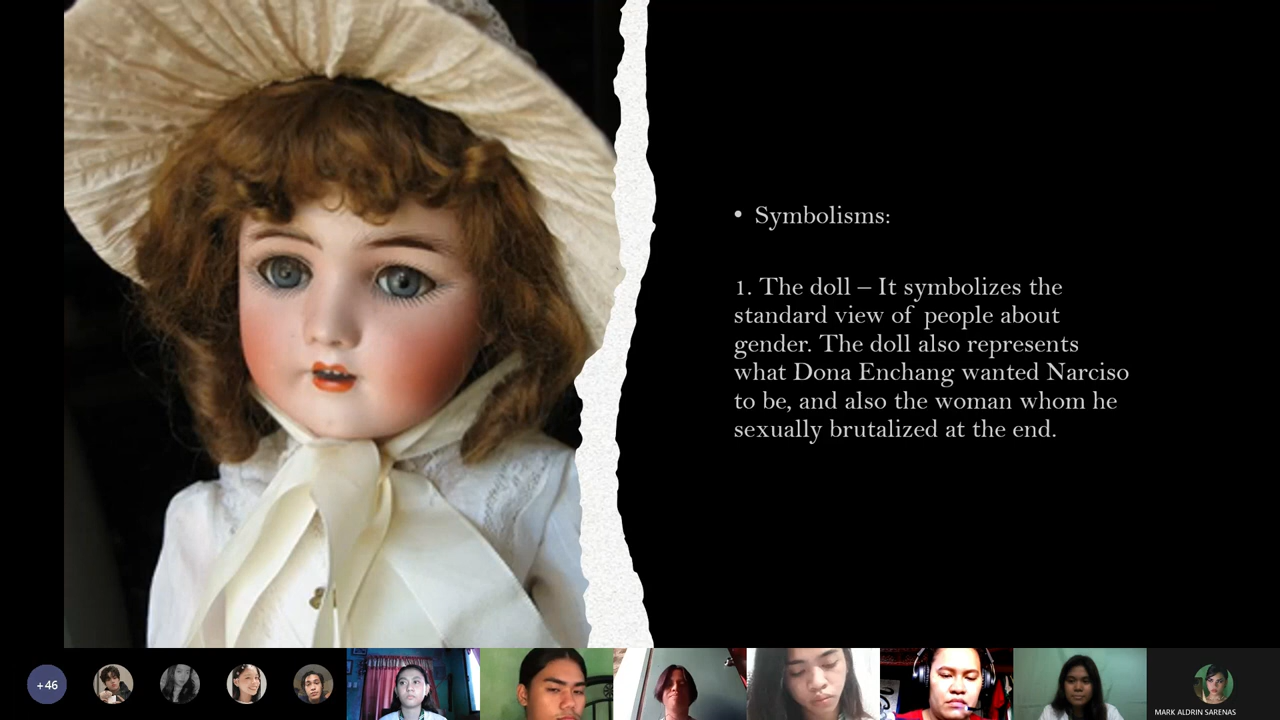 • Symbolisms:
1. The doll – It symbolizes the
standard view of people about
gender. The doll also represents
what Dona Enchang wanted Narciso
to be, and also the woman whom he
sexually brutalized at the end.
+46
MARK ALDRIN SARENAS